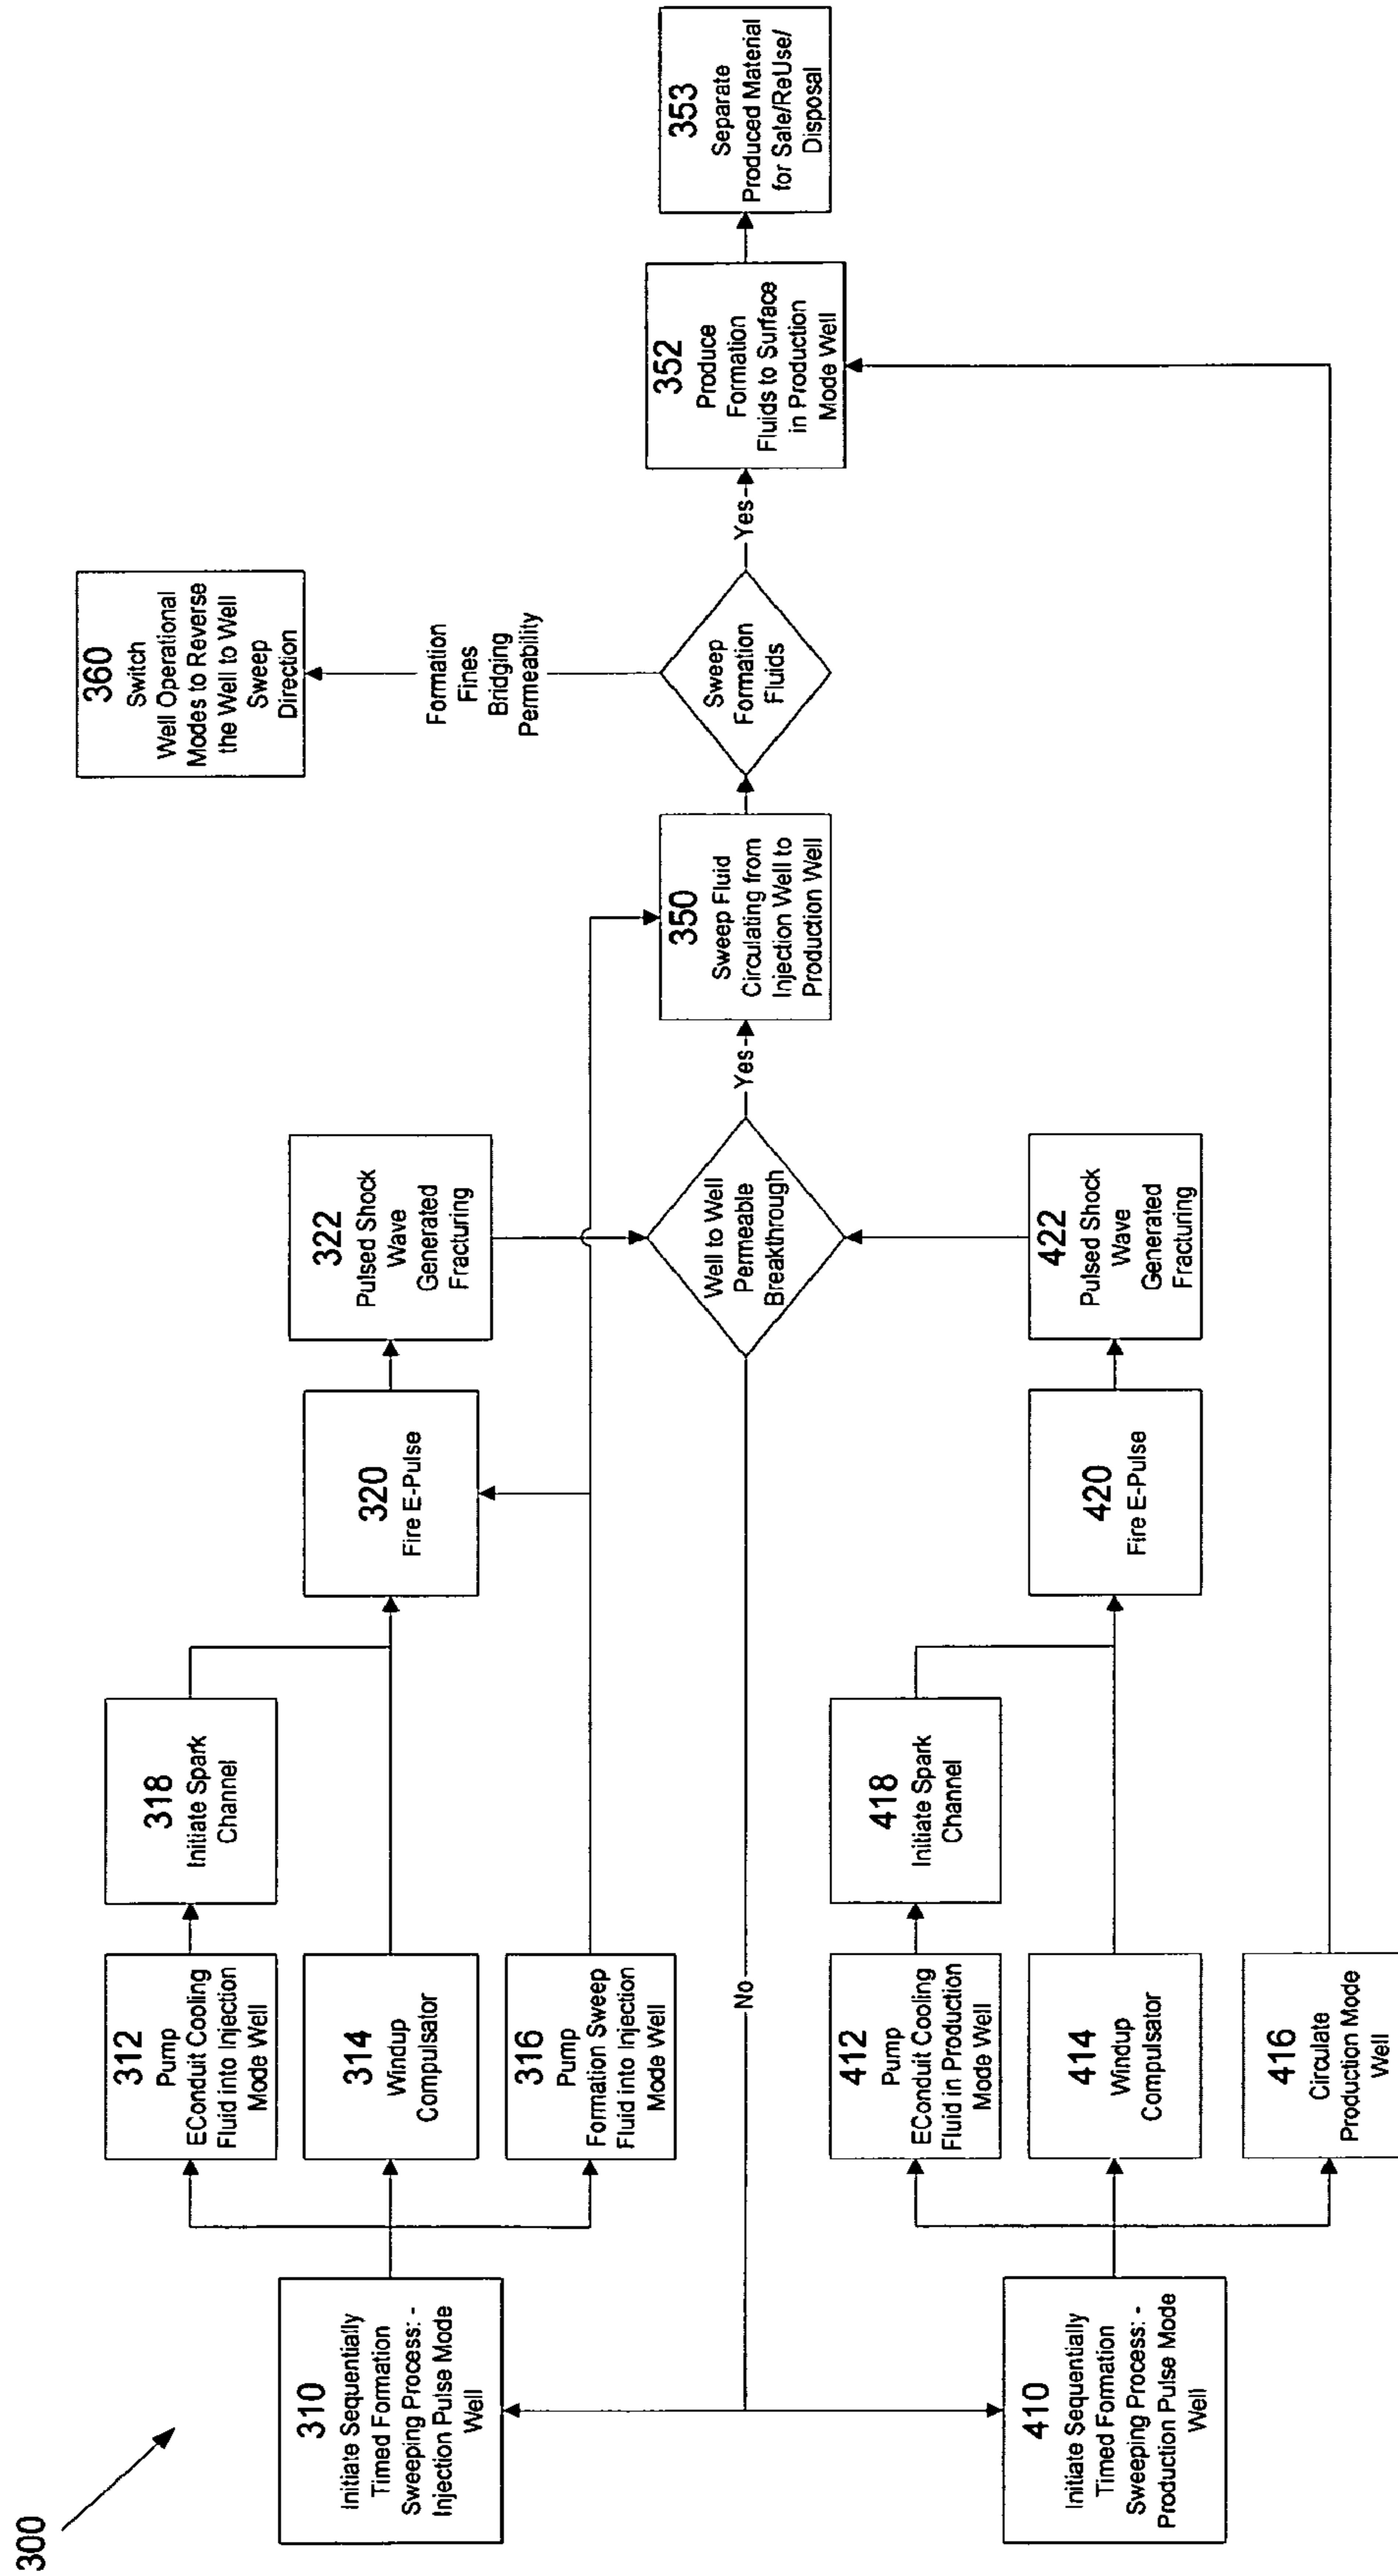 300
310
Initiate Sequentially
Timed Formation
Sweeping Process: -
Injection Pulse Mode
Well
312
Pump
EConduit Cooling
Fluid into Injection
Mode Well
318
Initiate Spark
Channel
314
Windup
Compulsator
316
Pump
Formation Sweep
Fluid into Injection
Mode Well
320
Fire E-Pulse
322
Pulsed Shock
Wave
Generated
Fracturing
410
Initiate Sequentially
Timed Formation
Sweeping Process: -
Production Pulse Mode
Well
412
Pump
EConduit Cooling
Fluid in Production
Mode Well
418
Initiate Spark
Channel
414
Windup
Compulsator
416
Circulate
Production Mode
Well
420
Fire E-Pulse
422
Pulsed Shock
Wave
Generated
Fracturing
No
Well to Well
Permeable
Breakthrough
Yes
350
Sweep Fluid
Circulating from
Injection Well to
Production Well
Sweep
Formation
Fluids
Formation
Fines
Bridging
Permeability
360
Switch
Well Operational
Modes to Reverse
the Well to Well
Sweep
Direction
Yes
352
Produce
Formation
Fluids to Surface
in Production
Mode Well
353
Separate
Produced Material
for Sale/ReUse/
Disposal